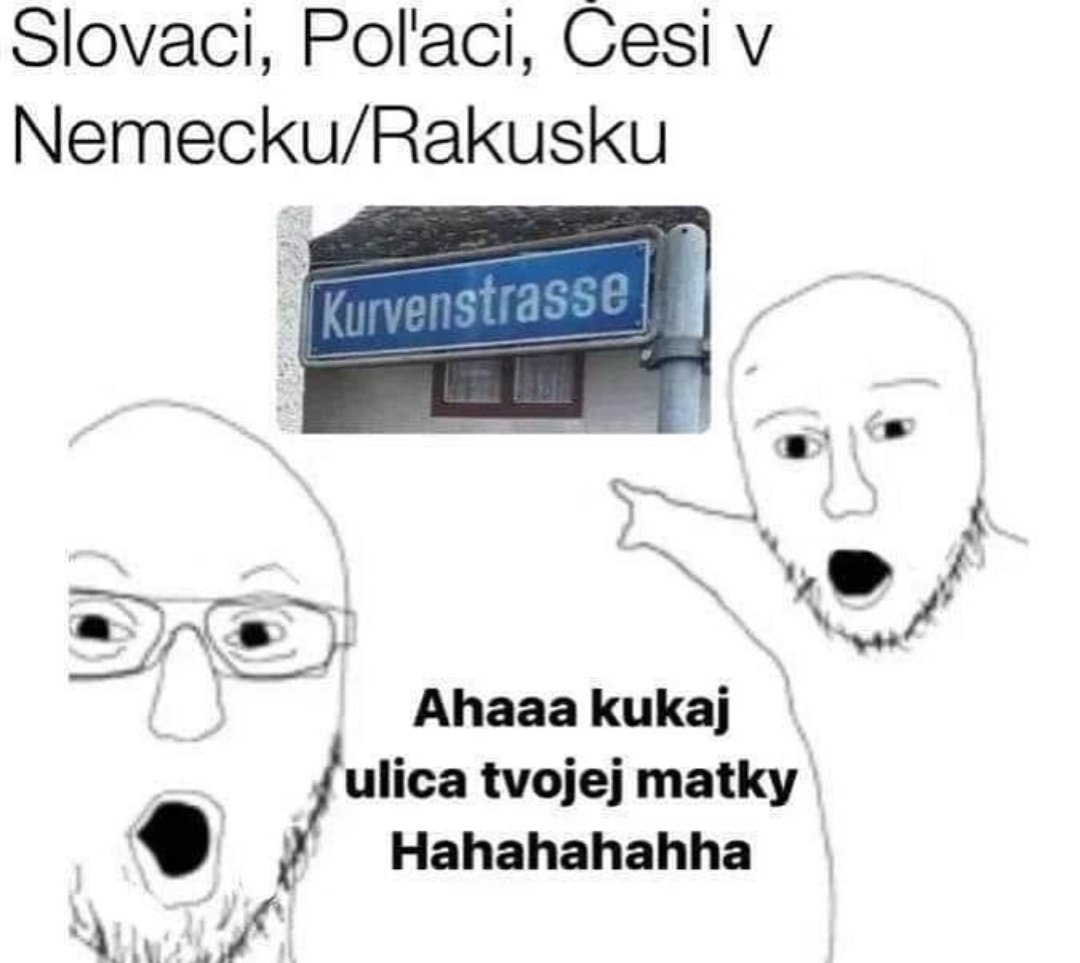 Slovaci, Poľaci, Česi v
Nemecku/Rakusku
Kurvenstrasse
Ahaaa kukaj
ulica tvojej matky
Hahahahahha